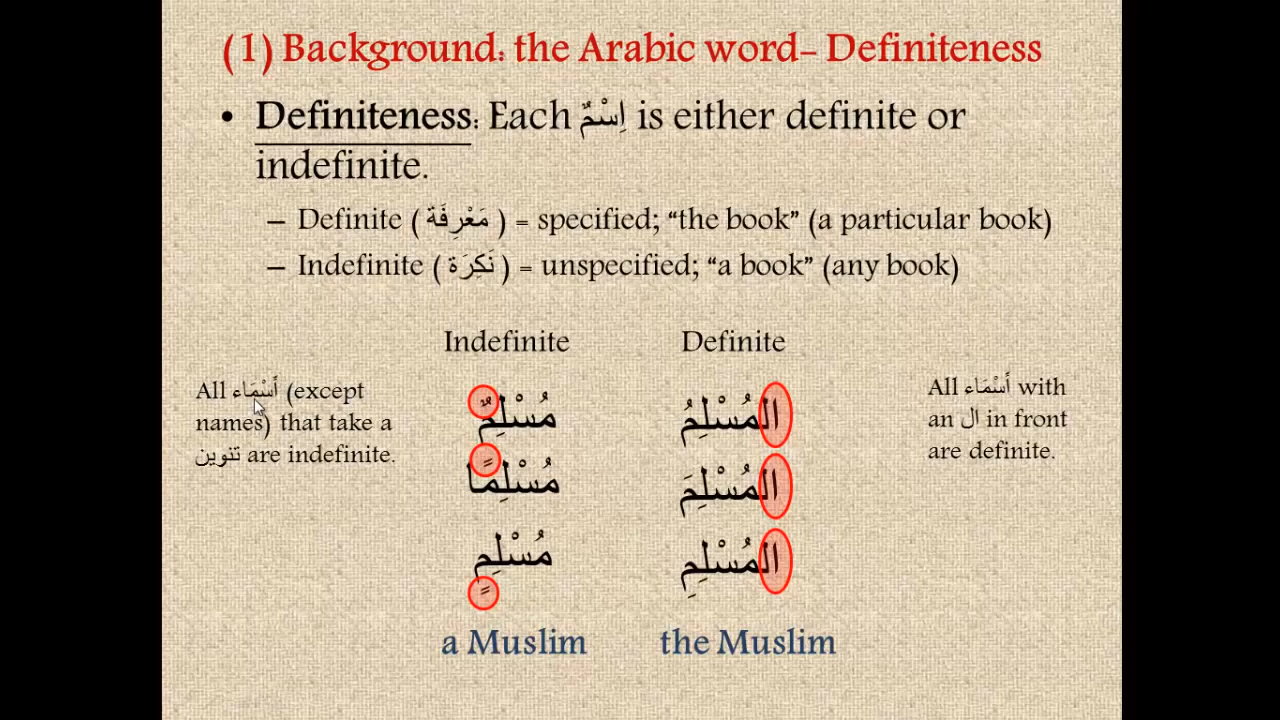 (1) Background: the Arabic word- Definiteness
• Definiteness: Each اِسْمٌ is either definite or
indefinite.
– Definite ( مَعْرِفَة ) = specified; “the book” (a particular book)
– Indefinite ( نَكِرَة ) = unspecified; “a book” (any book)
Indefinite
Definite
All أَسْمَاء (except
names) that take a
تنوين are indefinite.
مُسْلِمٌ
مُسْلِمًا
مُسْلِمٍ
a Muslim
المُسْلِمُ
المُسْلِمَ
المُسْلِمِ
the Muslim
All أَسْمَاء with
an ال in front
are definite.